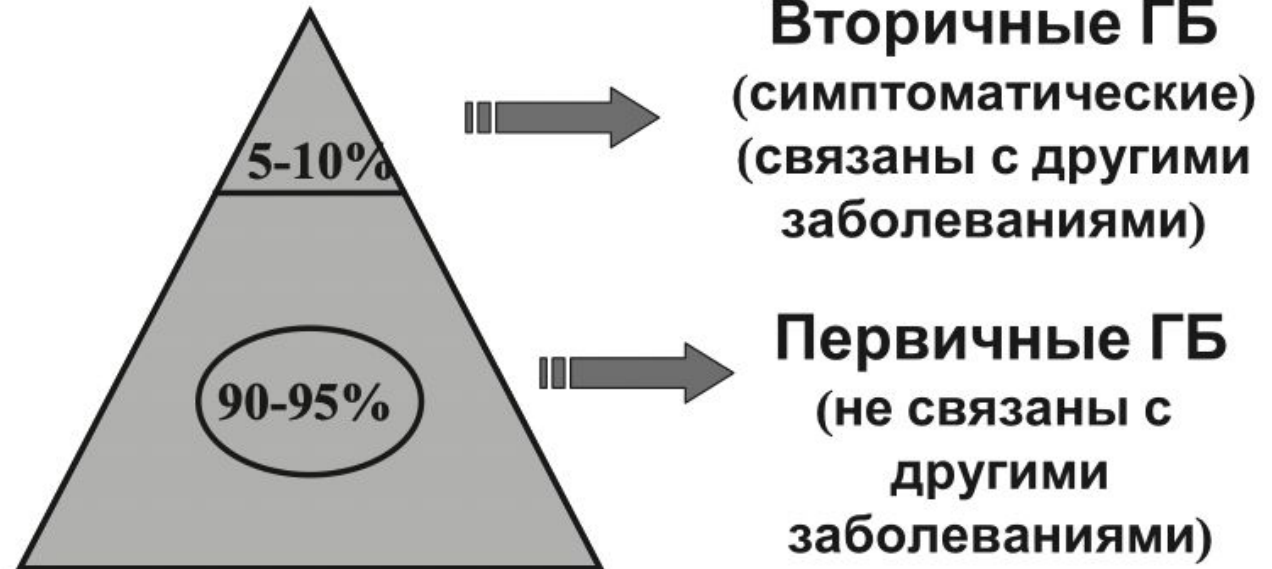 Вторичные ГБ
(симптоматические)
(связаны с другими
заболеваниями)
5-10%
Первичные ГБ
(не связаны с
другими
заболеваниями)
90-95%